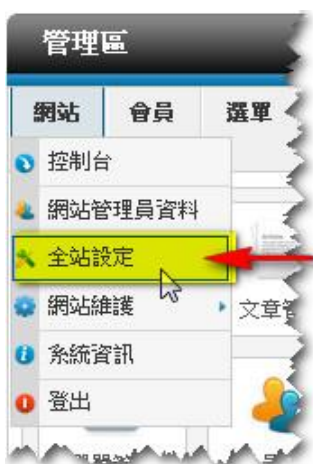 管理區
網站 會員 選單
控制台
網站管理員資料
全站設定
網站維護
文章管
系統資訊
登出